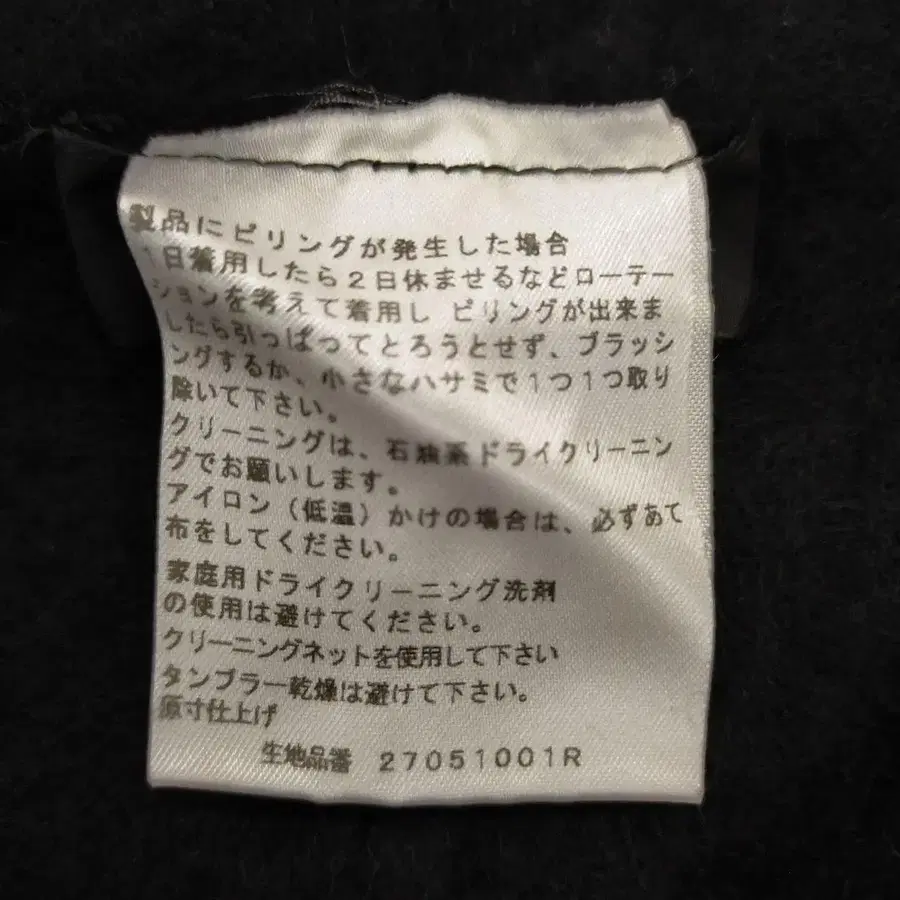 製品にピリングが発生した場合
1日着用したら2日休ませるなどローテー
ションを考えて着用し ピリングが出来ま
したら引っぱってとろうとせず、ブラッシ
ングするか、小さなハサミで1つ1つ取り
除いて下さい。
クリーニングは、石油系ドライクリーニン
グでお願いします。
アイロン(低温)かけの場合は、必ずあて
布をしてください。
家庭用ドライクリーニング洗剤
の使用は避けてください。
クリーニングネットを使用して下さい
タンブラー乾燥は避けて下さい。
原寸仕上げ
生地品番 27051001R